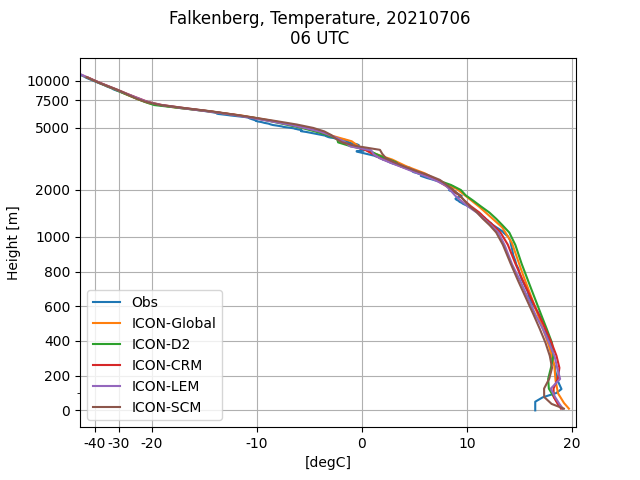 Falkenberg, Temperature, 20210706
06 UTC
Height [m]
10000
7500
5000
2000
1000
800
600
400
200
0
Obs
ICON-Global
ICON-D2
ICON-CRM
ICON-LEM
ICON-SCM
-40 -30 -20 -10 0 10 20
[degC]